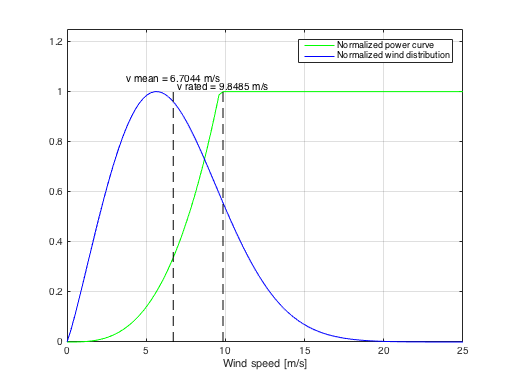 Normalized power curve
Normalized wind distribution
v mean = 6.7044 m/s
v rated = 9.8485 m/s
1.2
1
0.8
0.6
0.4
0.2
0
0 5 10 15 20 25
Wind speed [m/s]